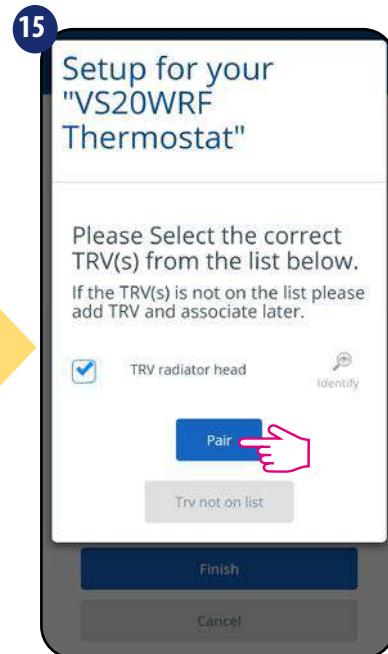 15
Setup for your
"VS20WRF
Thermostat"
Please Select the correct
TRV(s) from the list below.
If the TRV(s) is not on the list please
add TRV and associate later.
TRV radiator head
Identify
Pair
Trv not on list
Finish
Cancel